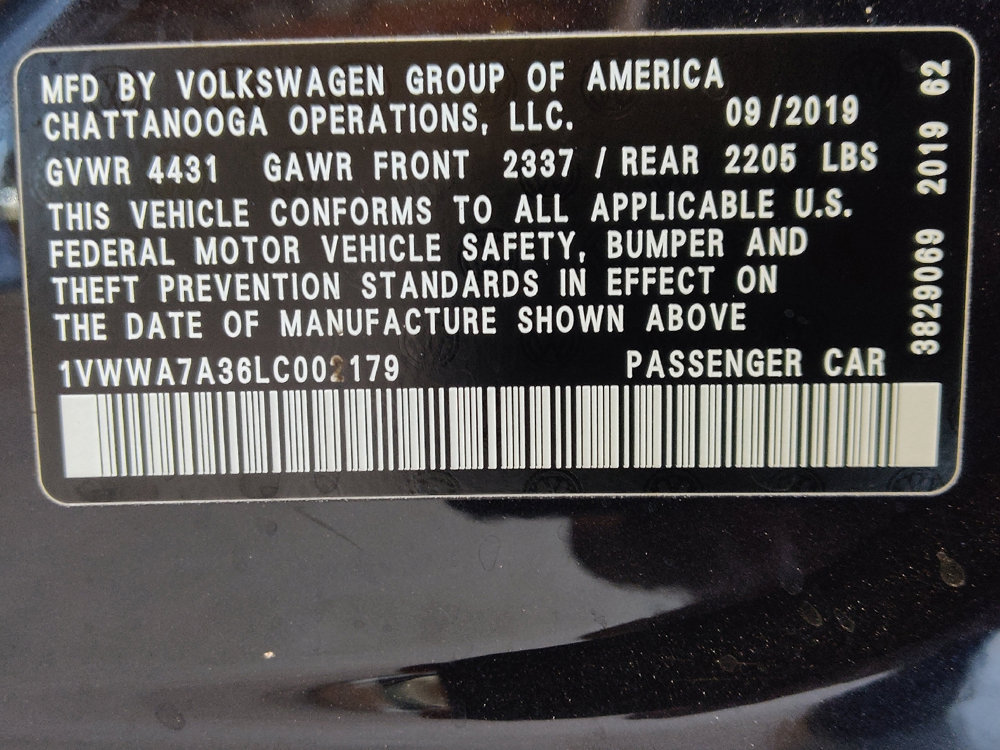 MFD BY VOLKSWAGEN GROUP OF AMERICA
CHATTANOOGA OPERATIONS, LLC. 09/2019
GVWR 4431 GAWR FRONT 2337 / REAR 2205 LBS
THIS VEHICLE CONFORMS TO ALL APPLICABLE U.S.
FEDERAL MOTOR VEHICLE SAFETY, BUMPER AND
THEFT PREVENTION STANDARDS IN EFFECT ON
THE DATE OF MANUFACTURE SHOWN ABOVE
1VWWA7A36LC002179 PASSENGER CAR
3829069 2019 62